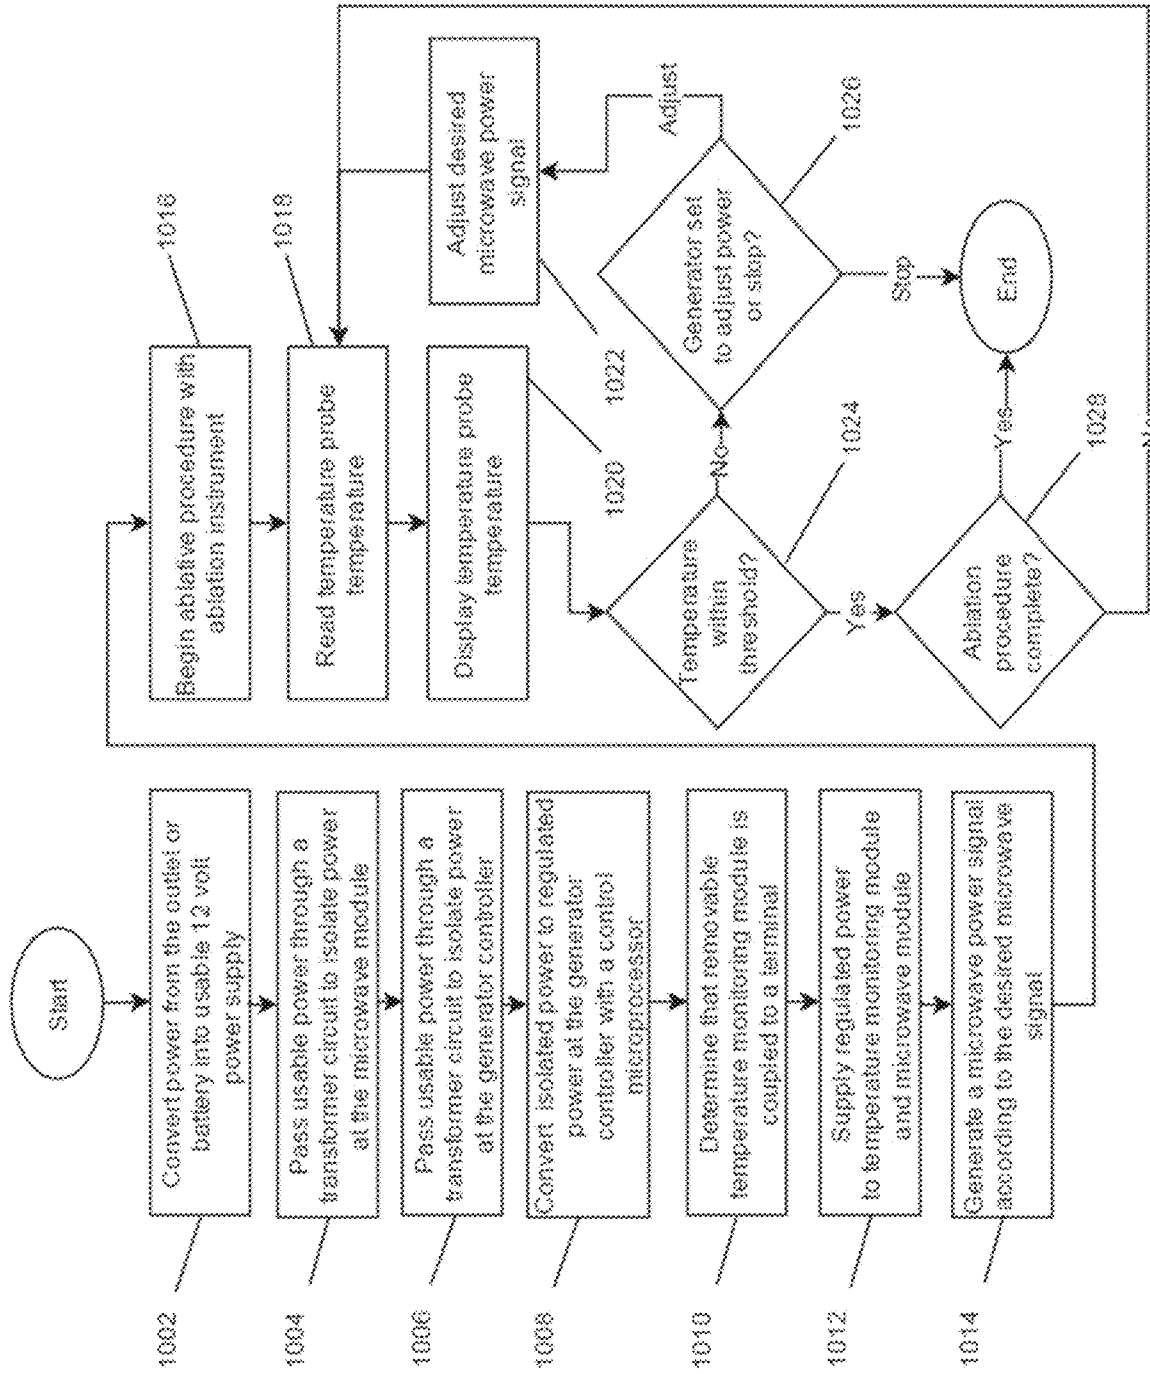 Start
1002
Convert power from the outlet or
battery into usable 12 volt
power supply
1004
Pass usable power through a
transformer circuit to isolate power
at the microwave module
1006
Pass usable power through a
transformer circuit to isolate power
at the generator controller
1008
Convert isolated power to regulated
power at the generator
controller with a control
microprocessor
1010
Determine that removable
temperature monitoring module is
coupled to a terminal
1012
Supply regulated power
to temperature monitoring module
and microwave module
1014
Generate a microwave power signal
according to the desired microwave
signal
1016
Begin ablative procedure with
ablation instrument
1018
Read temperature probe
temperature
1020
Display temperature probe
temperature
1022
Adjust desired
microwave power
signal
1024
Temperature
within
threshold?
No
Yes
1026
Generator set
to adjust power
or stop?
Adjust
Stop
1028
Ablation
procedure
complete?
Yes
End